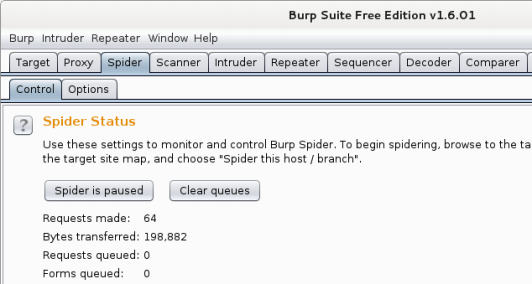 Burp Suite Free Edition v1.6.01
Burp Intruder Repeater Window Help
Target Proxy Spider Scanner Intruder Repeater Sequencer Decoder Comparer
Control Options
? Spider Status
Use these settings to monitor and control Burp Spider. To begin spidering, browse to the ta
the target site map, and choose "Spider this host / branch".
Spider is paused Clear queues
Requests made: 64
Bytes transferred: 198,882
Requests queued: 0
Forms queued: 0